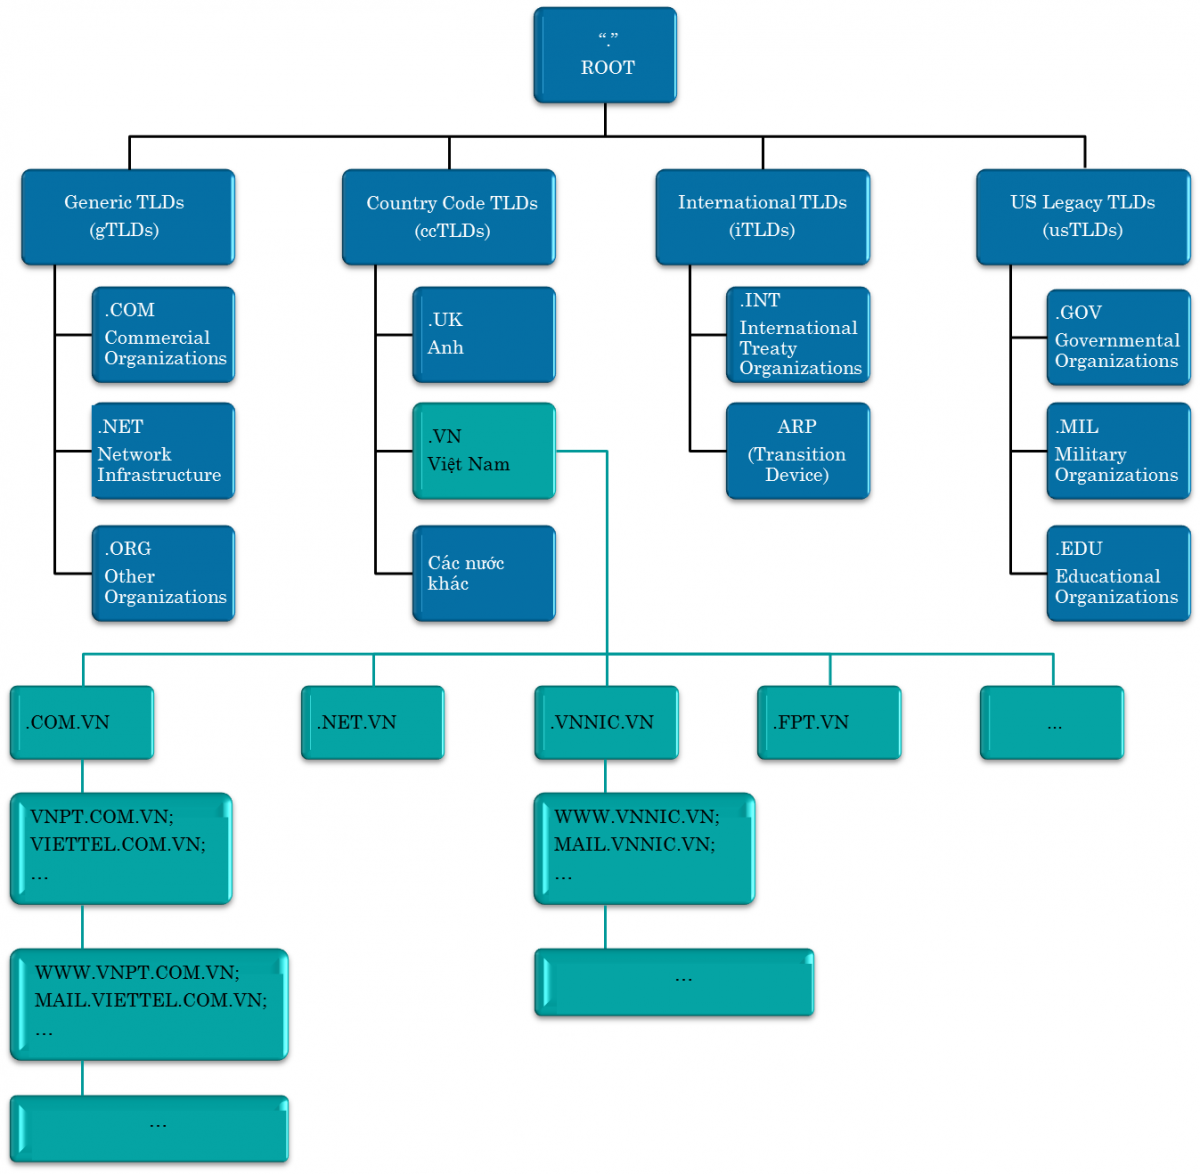 “.”
ROOT
Generic TLDs
(gTLDs)
Country Code TLDs
(ccTLDs)
International TLDs
(iTLDs)
US Legacy TLDs
(usTLDs)
.COM
Commercial
Organizations
.UK
Anh
.INT
International
Treaty
Organizations
.GOV
Governmental
Organizations
.NET
Network
Infrastructure
.VN
Việt Nam
ARP
(Transition
Device)
.MIL
Military
Organizations
.ORG
Other
Organizations
Các nước
khác
.EDU
Educational
Organizations
.COM.VN
.NET.VN
.VNNIC.VN
.FPT.VN
...
VNPT.COM.VN;
VIETTEL.COM.VN;
...
WWW.VNNIC.VN;
MAIL.VNNIC.VN;
...
WWW.VNPT.COM.VN;
MAIL.VIETTEL.COM.VN;
...
...
...